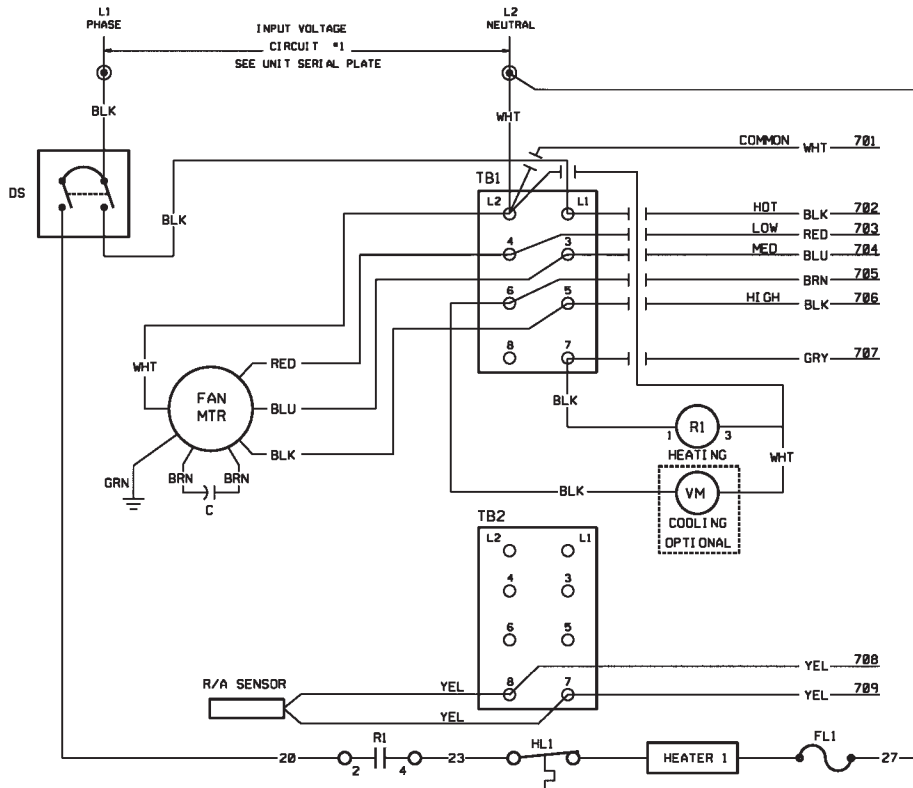 L1
PHASE
L2
NEUTRAL
INPUT VOLTAGE
CIRCUIT #1
SEE UNIT SERIAL PLATE
BLK
WHT
COMMON WHT 701
DS
TB1
L2 L1
BLK
HOT BLK 702
LOW RED 703
4 3
MED BLU 704
BRN 705
6 5
HIGH BLK 706
8 7
GRY 707
WHT
RED
FAN
MTR
BLU
BLK
BLK
1 R1 3
HEATING
WHT
GRN
BRN BRN
C
BLK
VM
COOLING
OPTIONAL
TB2
L2 L1
4 3
6 5
8 7
YEL 708
YEL 709
R/A SENSOR
YEL
YEL
20
R1
2 4
23
HL1
HEATER 1
FL1
27